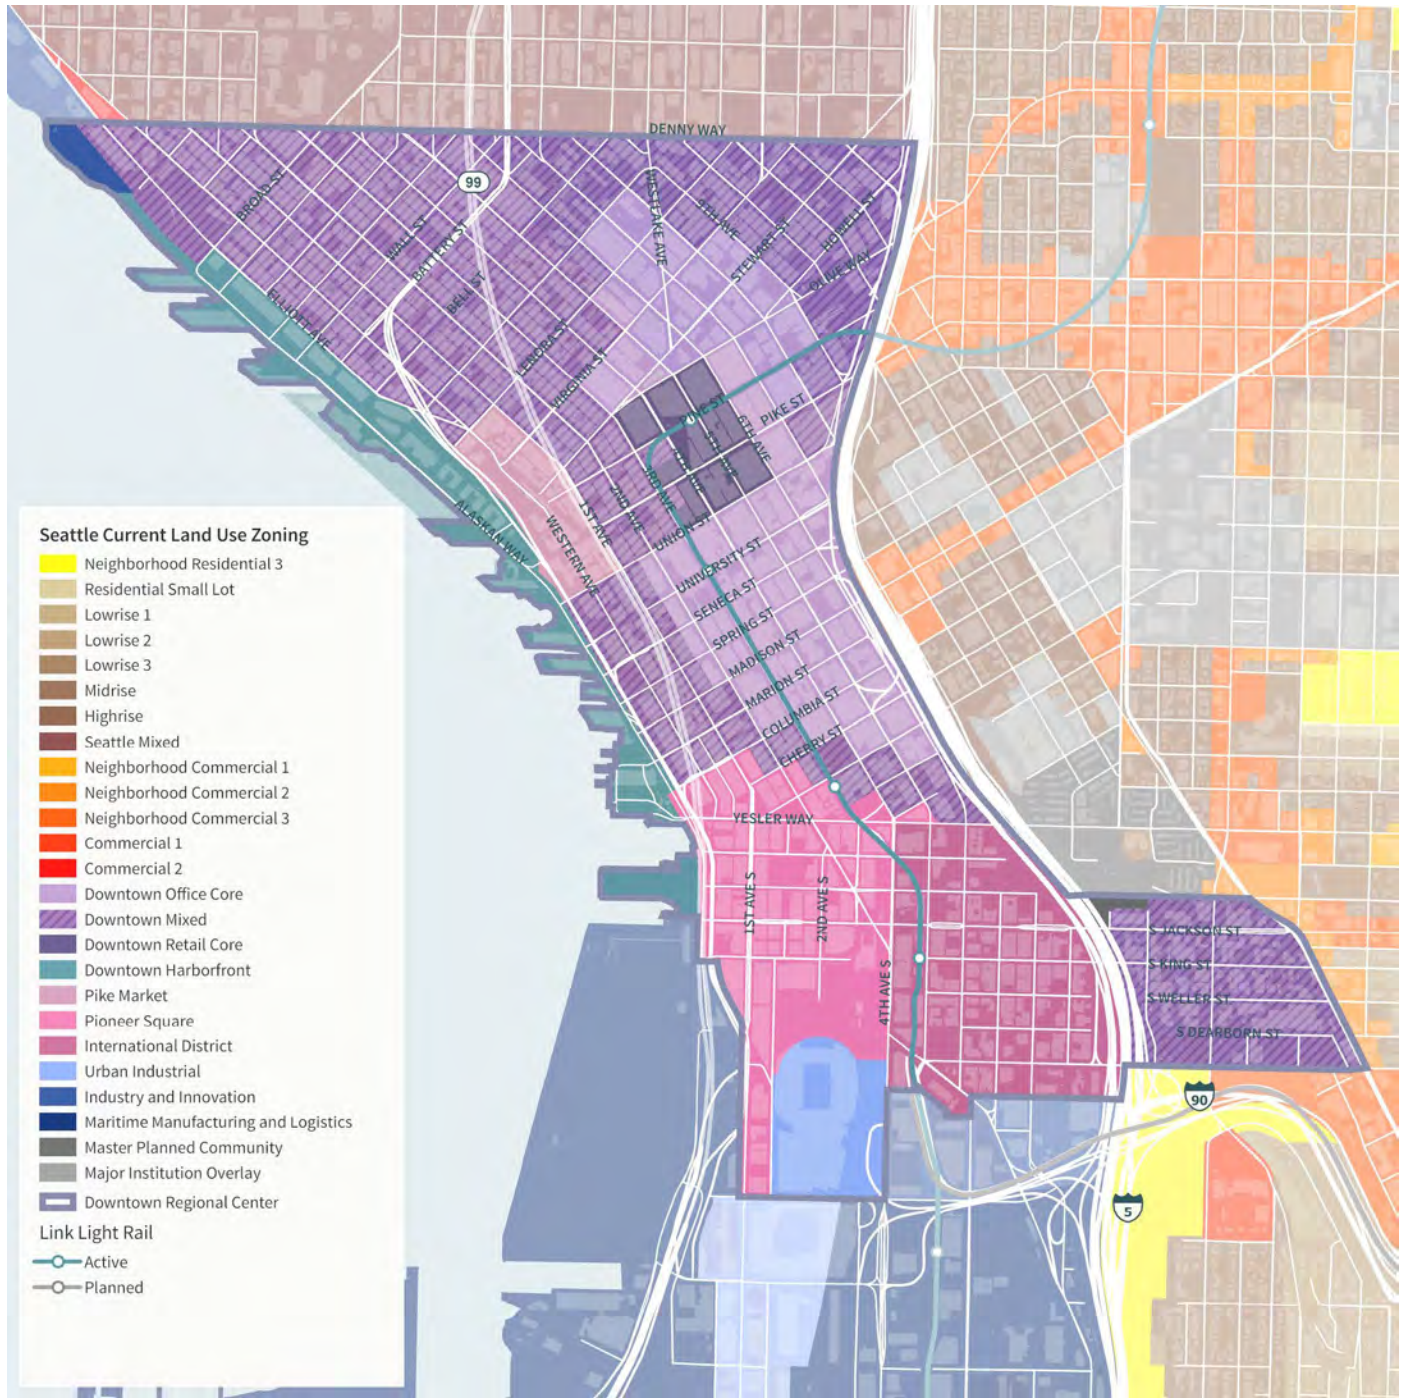 DENNY WAY
99
BROAD ST
WALL ST
BATTERY ST
BELL ST
WESTLAKE AVE
9TH AVE
STEWART ST
HOWELL ST
OLIVE WAY
ELLIOTT AVE
LENORA ST
VIRGINIA ST
PINE ST
PIKE ST
6TH AVE
5TH AVE
4TH AVE
3RD AVE
2ND AVE
1ST AVE
WESTERN AVE
ALASKAN WAY
UNION ST
UNIVERSITY ST
SENECA ST
SPRING ST
MADISON ST
MARION ST
COLUMBIA ST
CHERRY ST
YESLER WAY
1ST AVE S
2ND AVE S
4TH AVE S
S JACKSON ST
S KING ST
S WELLER ST
S DEARBORN ST
90
5
Seattle Current Land Use Zoning
Neighborhood Residential 3
Residential Small Lot
Lowrise 1
Lowrise 2
Lowrise 3
Midrise
Highrise
Seattle Mixed
Neighborhood Commercial 1
Neighborhood Commercial 2
Neighborhood Commercial 3
Commercial 1
Commercial 2
Downtown Office Core
Downtown Mixed
Downtown Retail Core
Downtown Harborfront
Pike Market
Pioneer Square
International District
Urban Industrial
Industry and Innovation
Maritime Manufacturing and Logistics
Master Planned Community
Major Institution Overlay
Downtown Regional Center
Link Light Rail
Active
Planned